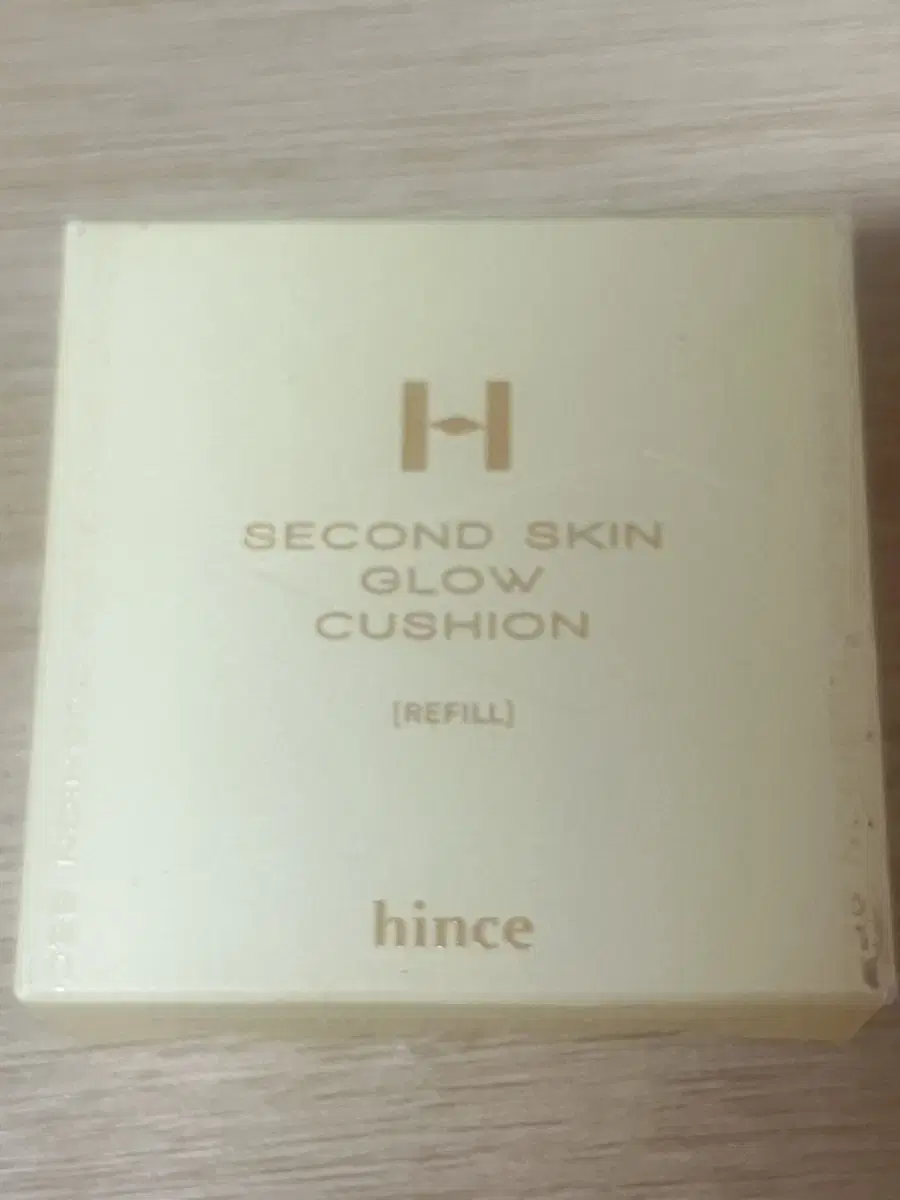 H
SECOND SKIN
GLOW
CUSHION
[REFILL]
hince